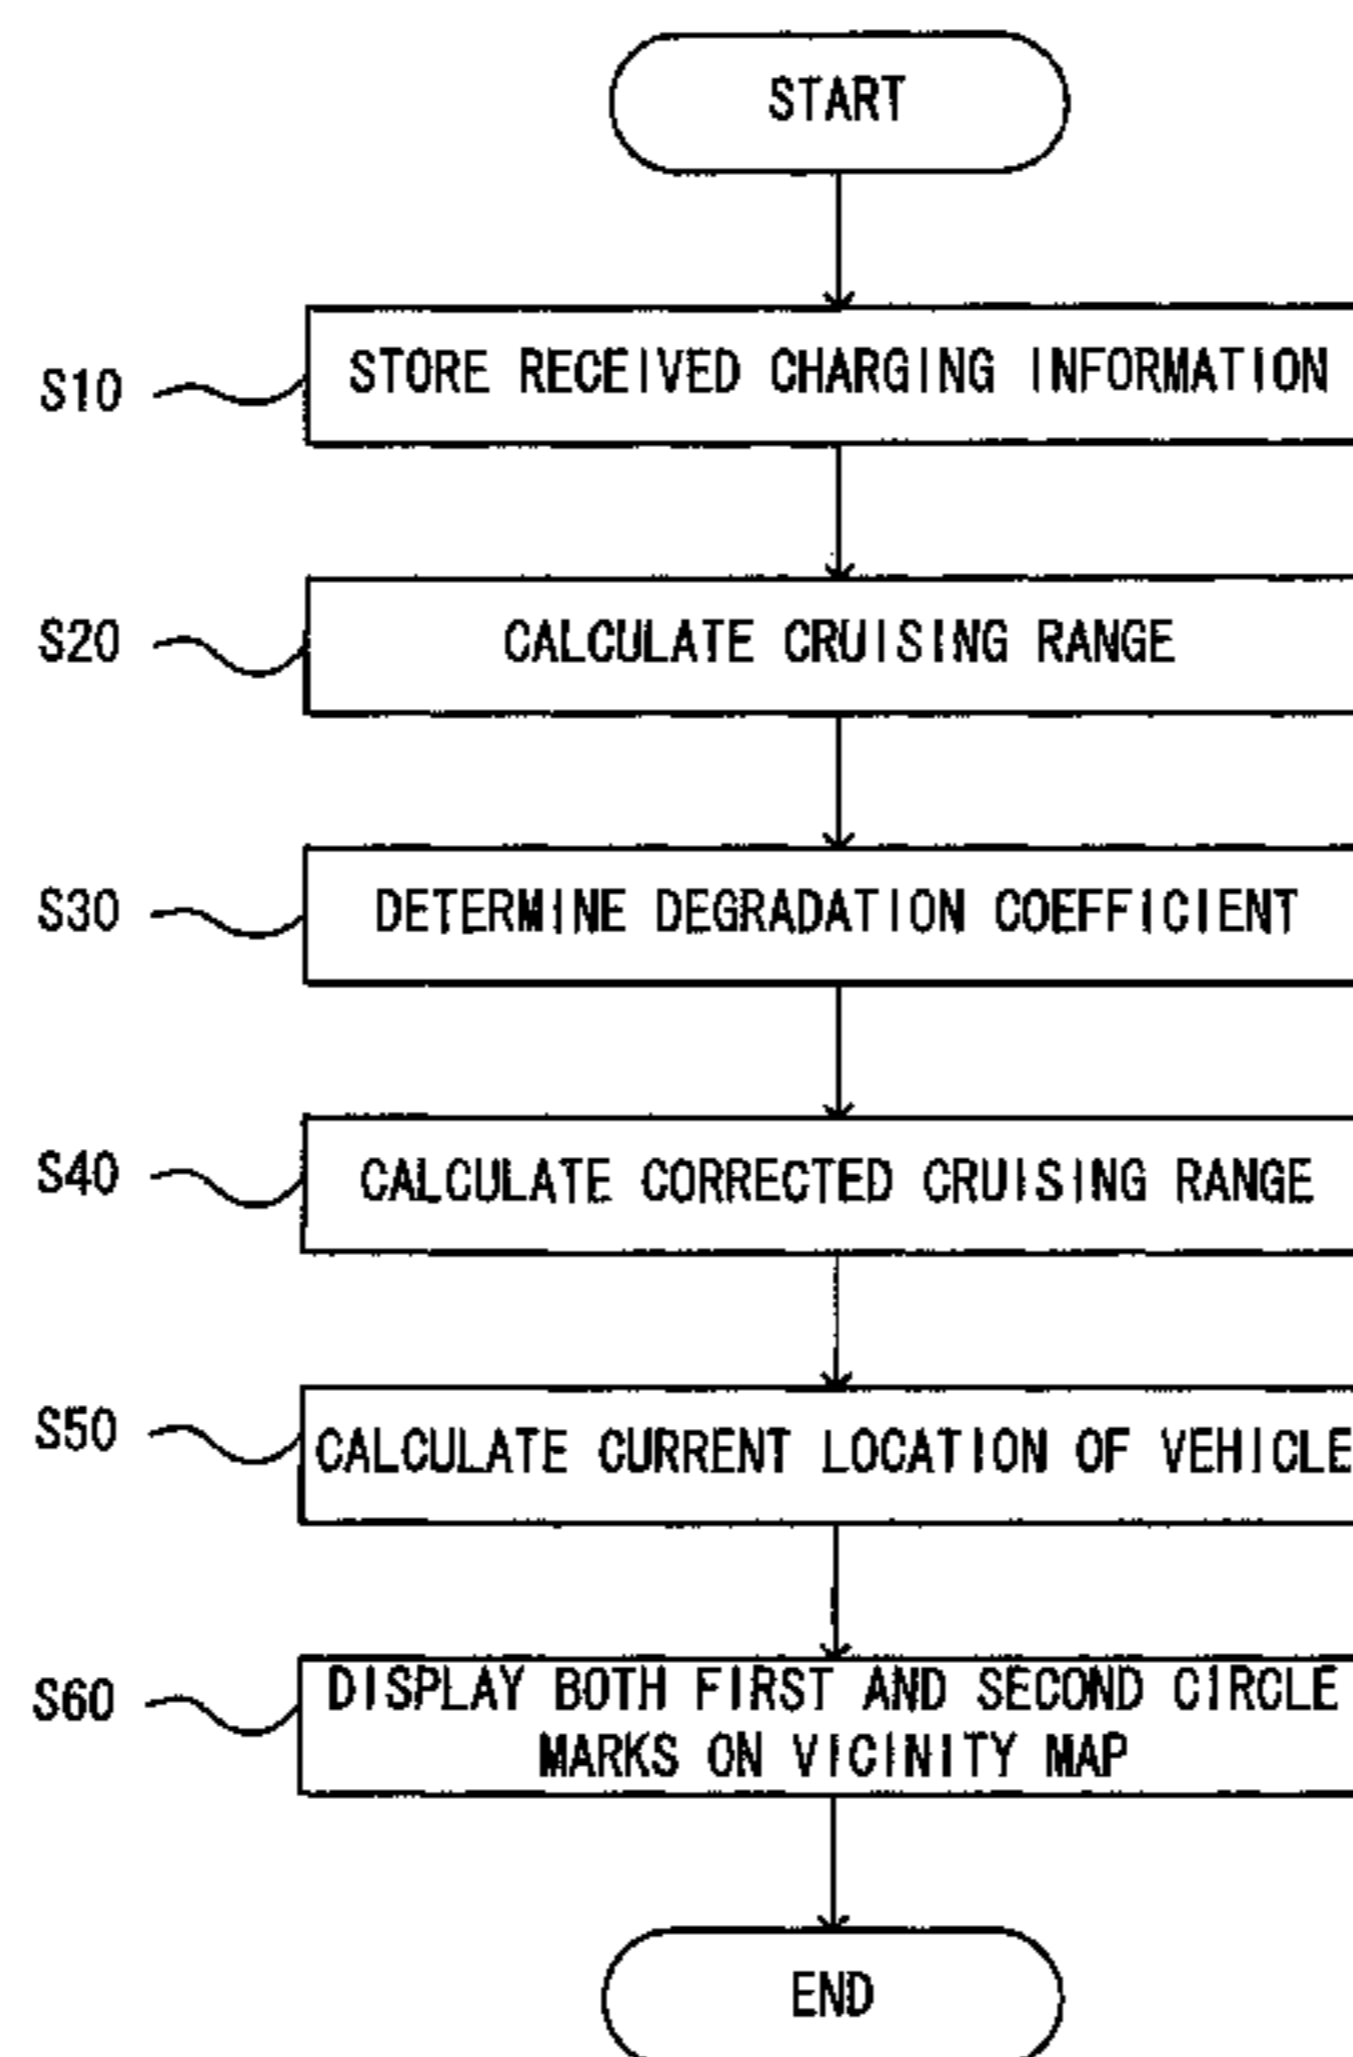 START
S10
STORE RECEIVED CHARGING INFORMATION
S20
CALCULATE CRUISING RANGE
S30
DETERMINE DEGRADATION COEFFICIENT
S40
CALCULATE CORRECTED CRUISING RANGE
S50
CALCULATE CURRENT LOCATION OF VEHICLE
S60
DISPLAY BOTH FIRST AND SECOND CIRCLE
MARKS ON VICINITY MAP
END